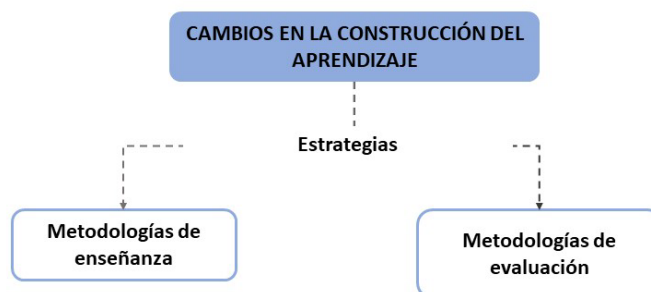 CAMBIOS EN LA CONSTRUCCIÓN DEL
APRENDIZAJE
Estrategias
Metodologías de
enseñanza
Metodologías de
evaluación